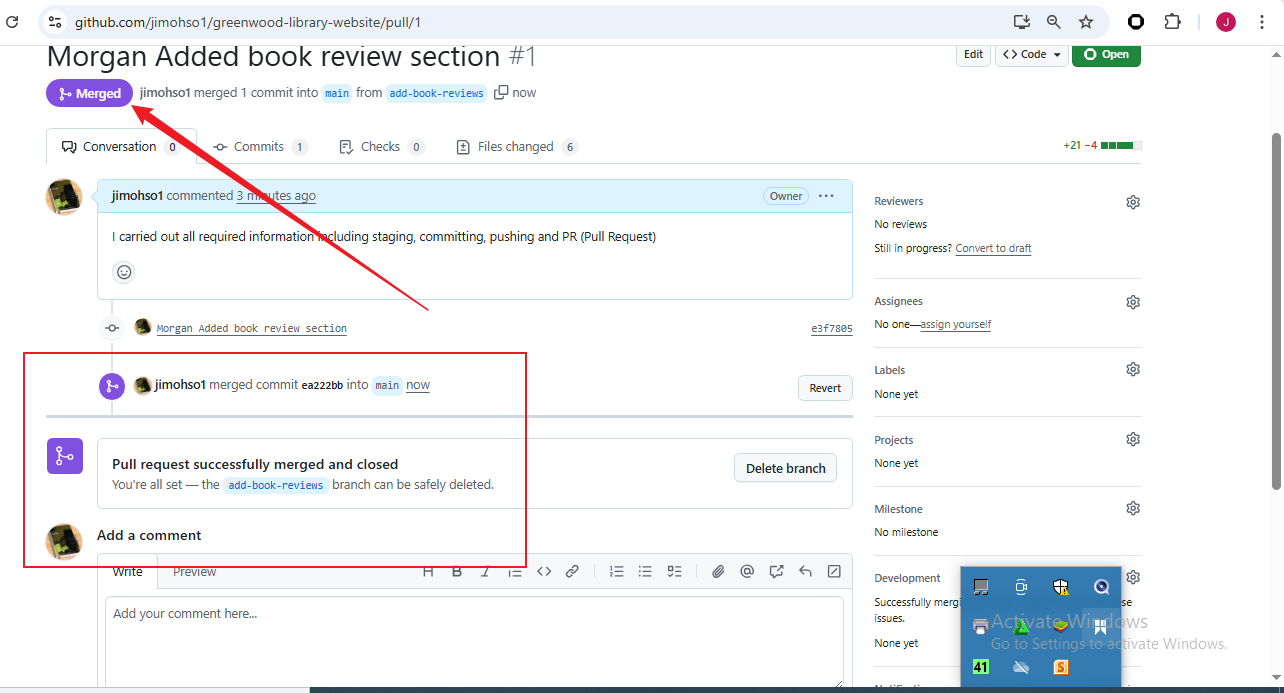 github.com/jimohso1/greenwood-library-website/pull/1
J
Morgan Added book review section #1
Edit
<> Code
Open
Merged
jimohso1 merged 1 commit into main from add-book-reviews now
Conversation 0
Commits 1
Checks 0
Files changed 6
+21 −4
jimohso1 commented 3 minutes ago
Owner
I carried out all required information including staging, committing, pushing and PR (Pull Request)
Morgan Added book review section
e3f7805
jimohso1 merged commit ea222bb into main now
Revert
Pull request successfully merged and closed
You're all set — the add-book-reviews branch can be safely deleted.
Delete branch
Add a comment
Write
Preview
H B I
Add your comment here...
Reviewers
No reviews
Still in progress? Convert to draft
Assignees
No one—assign yourself
Labels
None yet
Projects
None yet
Milestone
No milestone
Development
Successfully mergi
se
issues.
None yet
Activate Windows
Go to Settings to activate Windows.
41
S